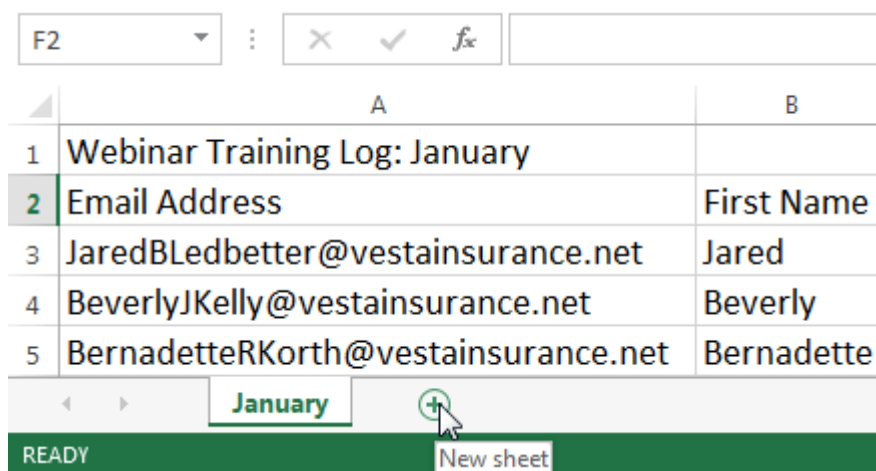 F2 fx
A B
1 Webinar Training Log: January
2 Email Address First Name
3 JaredBLedbetter@vestainsurance.net Jared
4 BeverlyJKelly@vestainsurance.net Beverly
5 BernadetteRKorth@vestainsurance.net Bernadette
January
READY New sheet